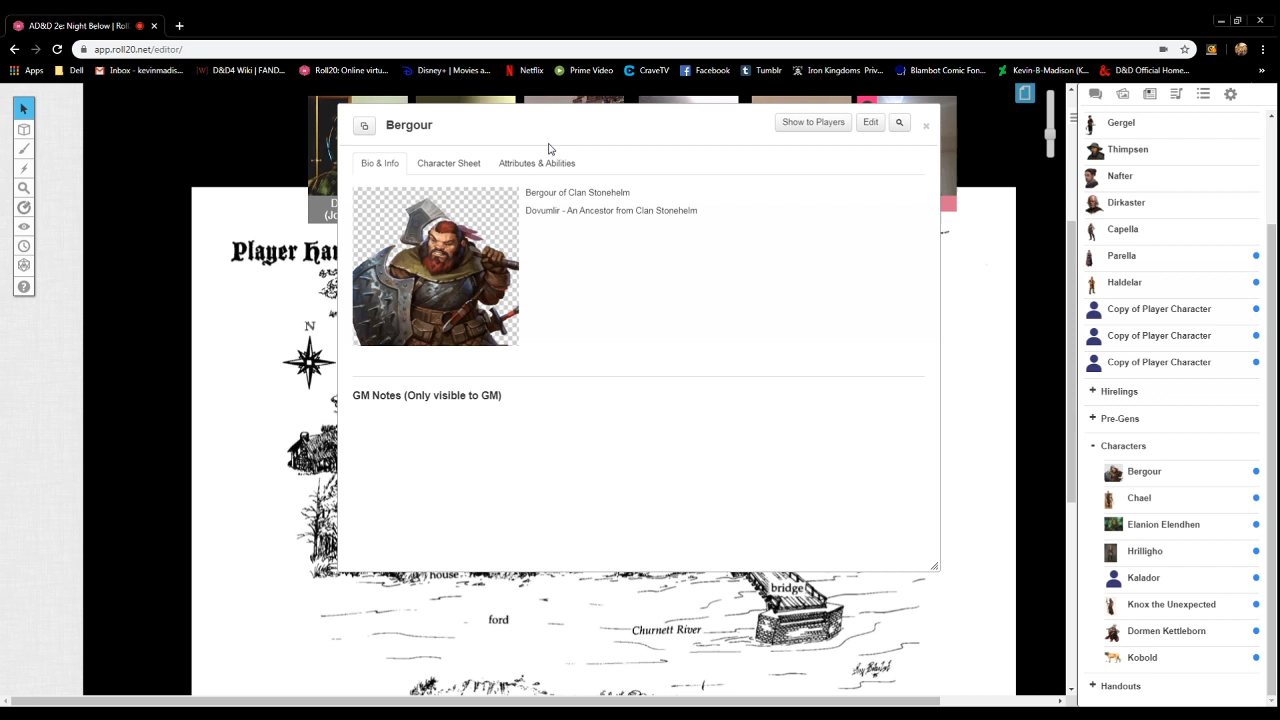 AD&D 2e: Night Below | Roll
app.roll20.net/editor/
Apps
Dell
Inbox - kevinmadis...
D&D4 Wiki | FAND...
Roll20: Online virtu...
Disney+ | Movies a...
Netflix
Prime Video
CraveTV
Facebook
Tumblr
Iron Kingdoms Priv...
Blambot Comic Fon...
Kevin-B-Madison (K...
D&D Official Home...
»
Bergour
Show to Players
Edit
Bio & Info
Character Sheet
Attributes & Abilities
Bergour of Clan Stonehelm
Dovumlir - An Ancestor from Clan Stonehelm
GM Notes (Only visible to GM)
D
(Jo
Player Ha
N
house
ford
bridge
Churnett River
Gergel
Thimpsen
Nafter
Dirkaster
Capella
Parella
Haldelar
Copy of Player Character
Copy of Player Character
Copy of Player Character
+ Hirelings
+ Pre-Gens
- Characters
Bergour
Chael
Elanion Elendhen
Hrilligho
Kalador
Knox the Unexpected
Dormen Kettleborn
Kobold
+ Handouts